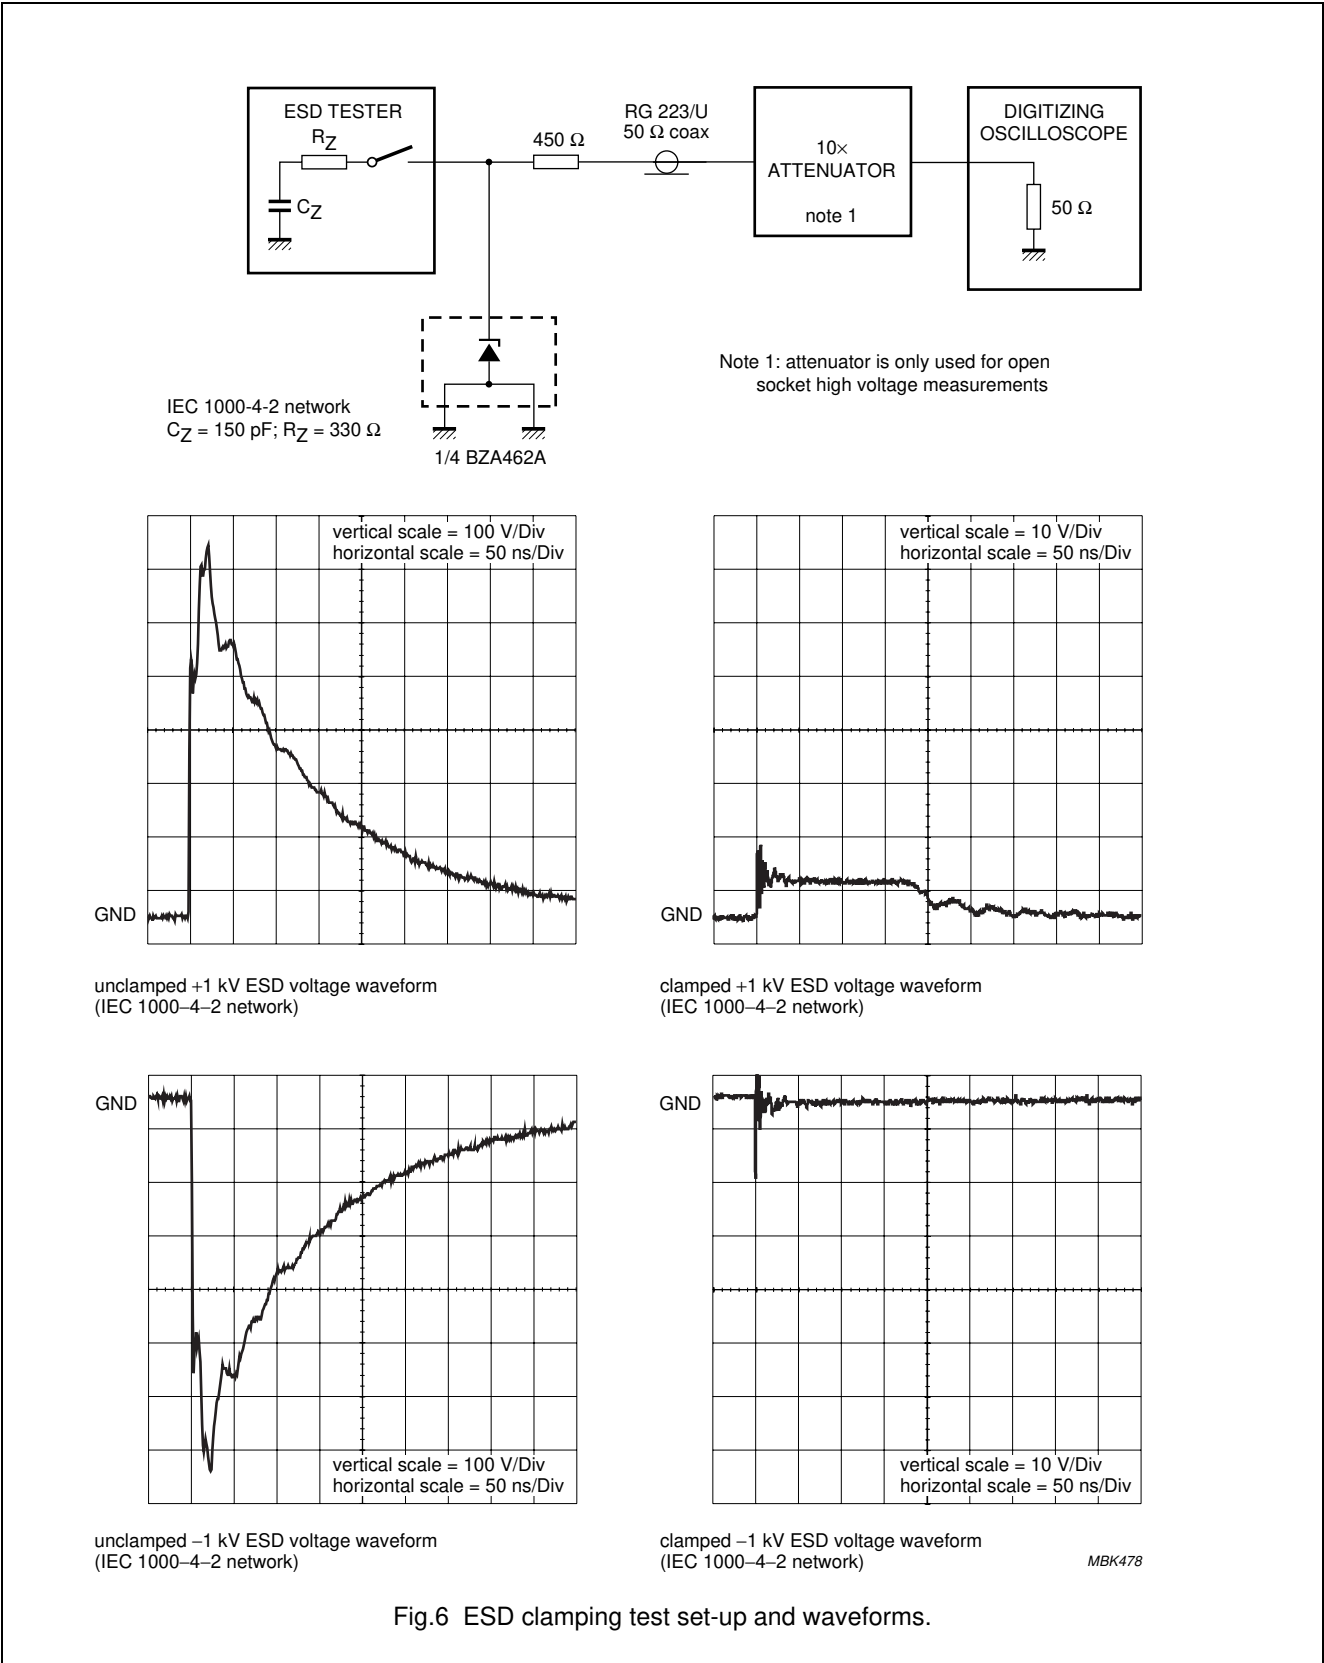 ESD TESTER
RZ
CZ
450 Ω
RG 223/U
50 Ω coax
10×
ATTENUATOR
note 1
DIGITIZING
OSCILLOSCOPE
50 Ω
IEC 1000-4-2 network
CZ = 150 pF; RZ = 330 Ω
1/4 BZA462A
Note 1: attenuator is only used for open
socket high voltage measurements
vertical scale = 100 V/Div
horizontal scale = 50 ns/Div
GND
unclamped +1 kV ESD voltage waveform
(IEC 1000−4−2 network)
vertical scale = 10 V/Div
horizontal scale = 50 ns/Div
GND
clamped +1 kV ESD voltage waveform
(IEC 1000−4−2 network)
GND
vertical scale = 100 V/Div
horizontal scale = 50 ns/Div
unclamped −1 kV ESD voltage waveform
(IEC 1000−4−2 network)
GND
vertical scale = 10 V/Div
horizontal scale = 50 ns/Div
clamped −1 kV ESD voltage waveform
(IEC 1000−4−2 network)
MBK478
Fig.6 ESD clamping test set-up and waveforms.